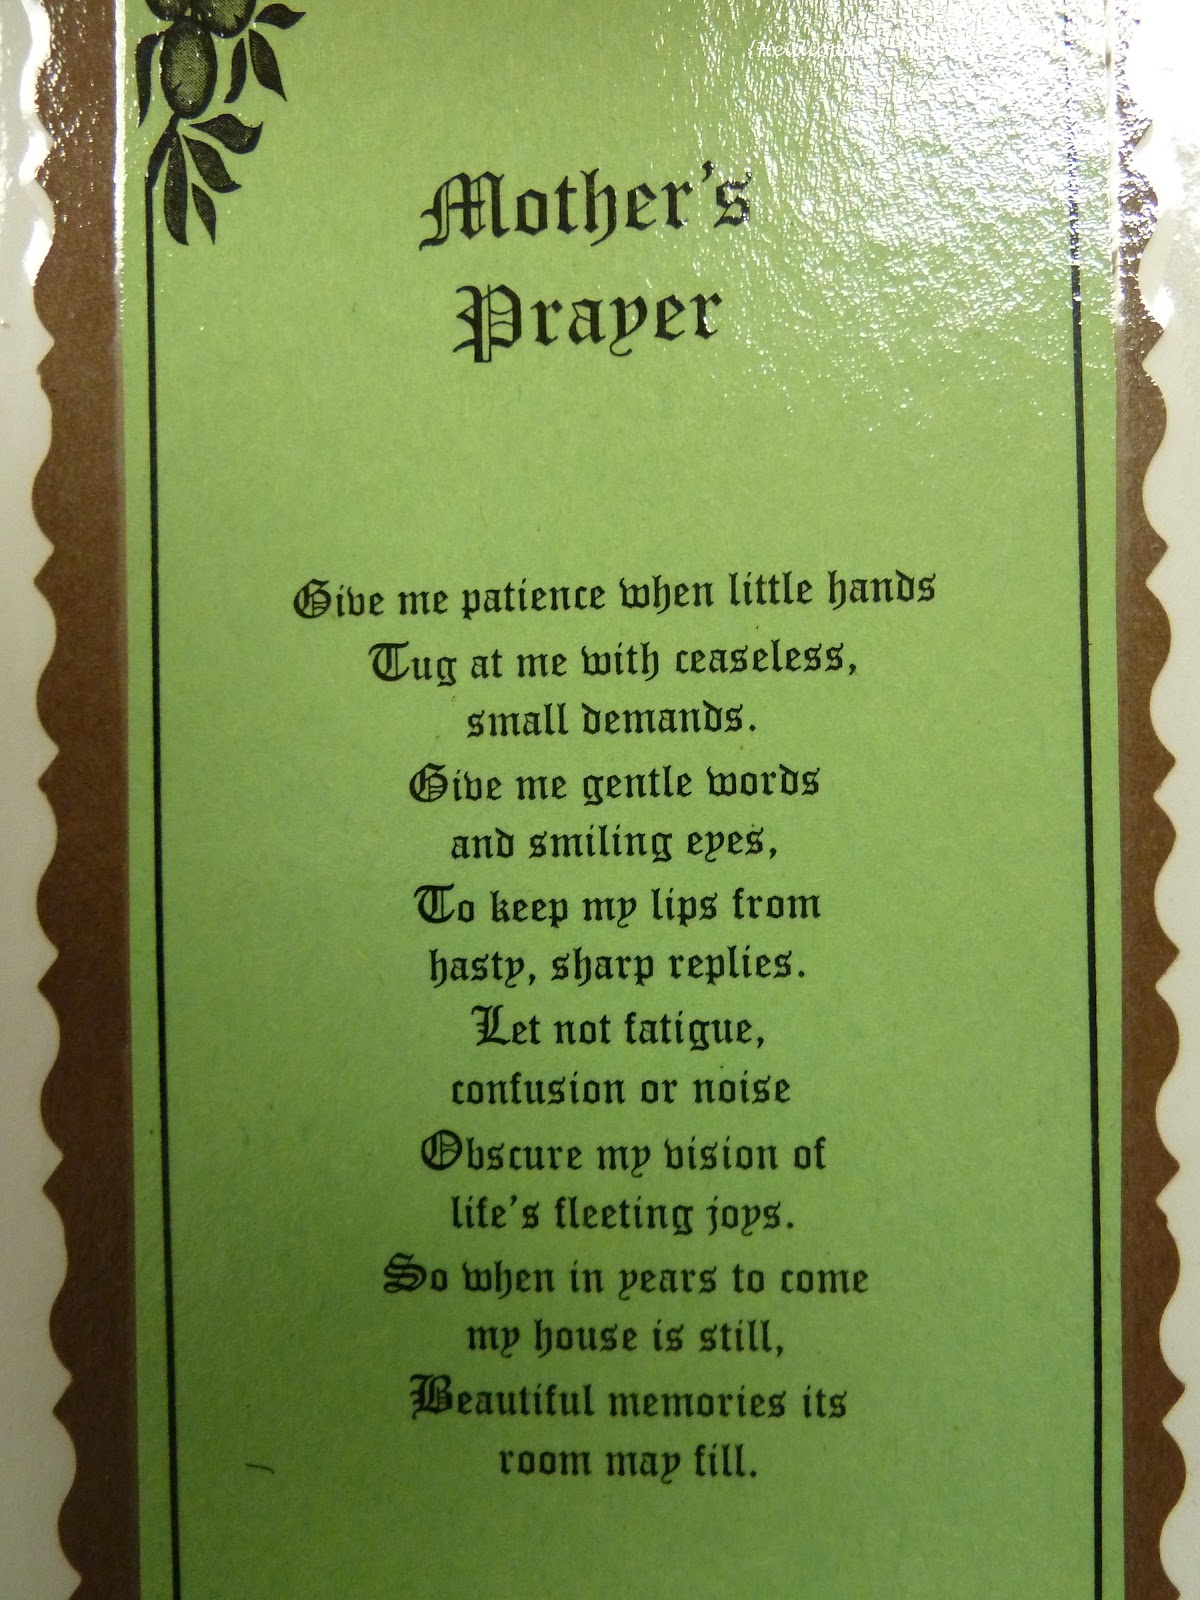 Mother's
Prayer
Give me patience when little hands
Tug at me with ceaseless,
small demands.
Give me gentle words
and smiling eyes,
To keep my lips from
hasty, sharp replies.
Let not fatigue,
confusion or noise
Obscure my vision of
life's fleeting joys.
So when in years to come
my house is still,
Beautiful memories its
room may fill.